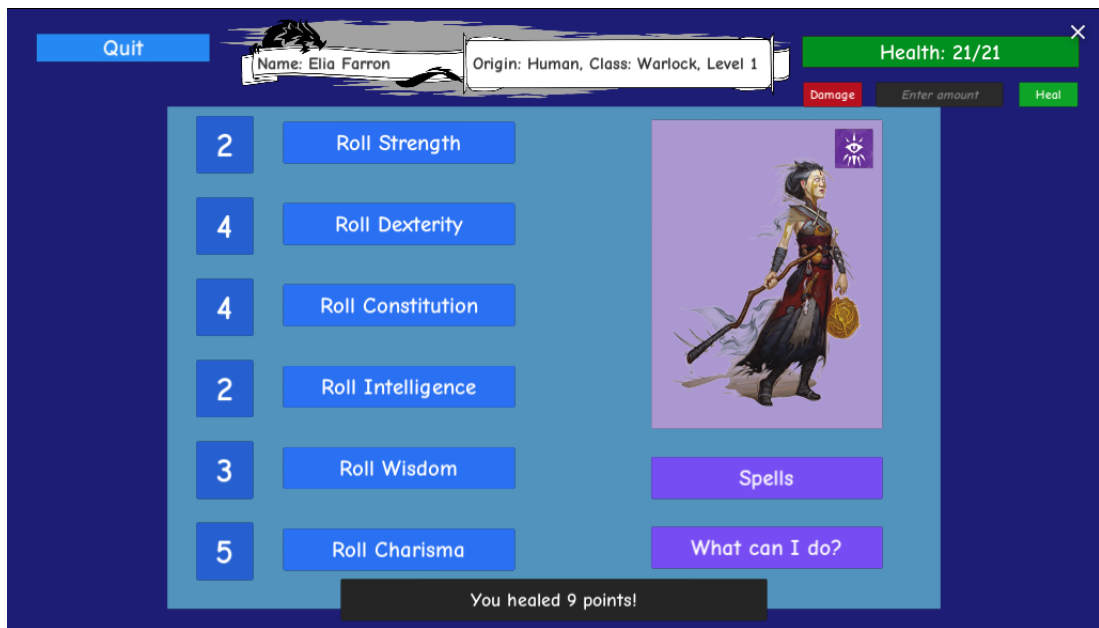 Quit
Name: Elia Farron
Origin: Human, Class: Warlock, Level 1
Health: 21/21
Damage
Enter amount
Heal
2
Roll Strength
4
Roll Dexterity
4
Roll Constitution
2
Roll Intelligence
3
Roll Wisdom
5
Roll Charisma
Spells
What can I do?
You healed 9 points!